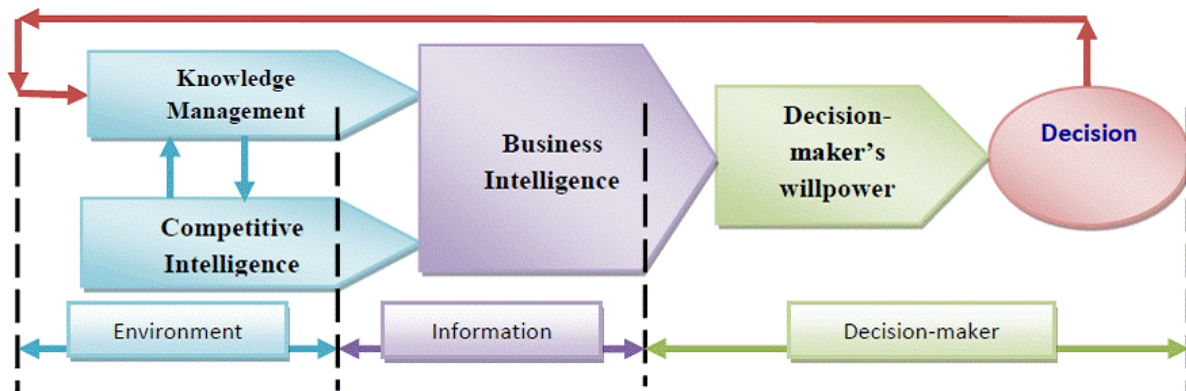 Knowledge
Management
Competitive
Intelligence
Business
Intelligence
Decision-
maker’s
willpower
Decision
Environment
Information
Decision-maker